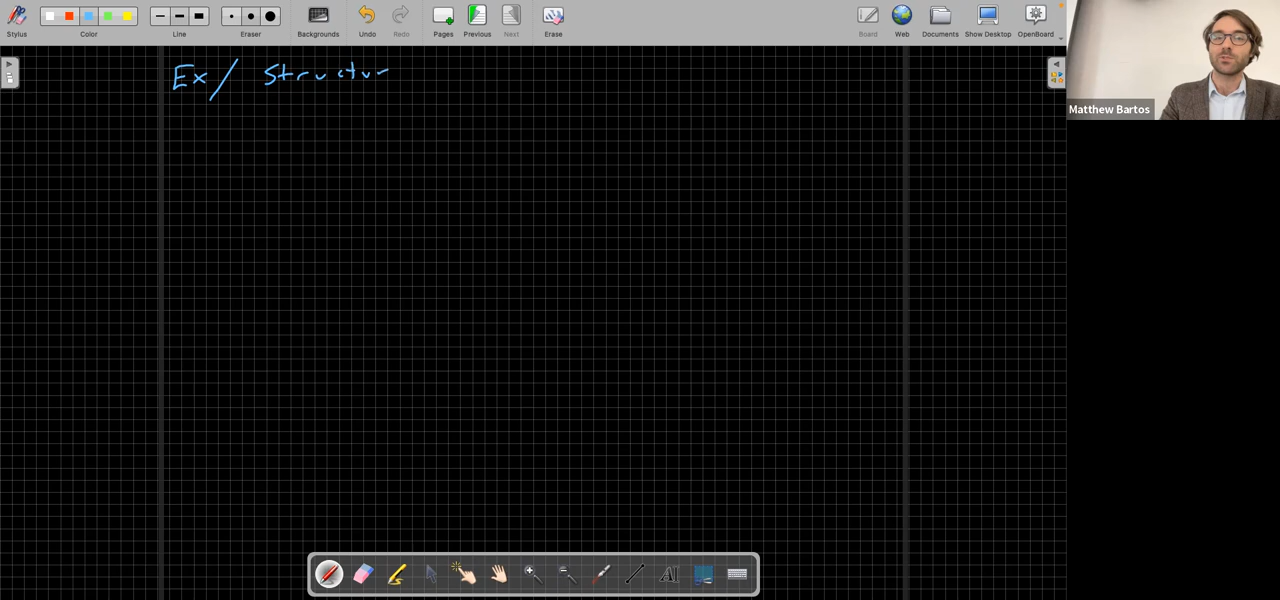 Stylus
Color
Line
Eraser
Backgrounds
Undo
Redo
Pages
Previous
Next
Erase
Board
Web
Documents
Show Desktop
OpenBoard
Matthew Bartos
Ex/ Structur
AI